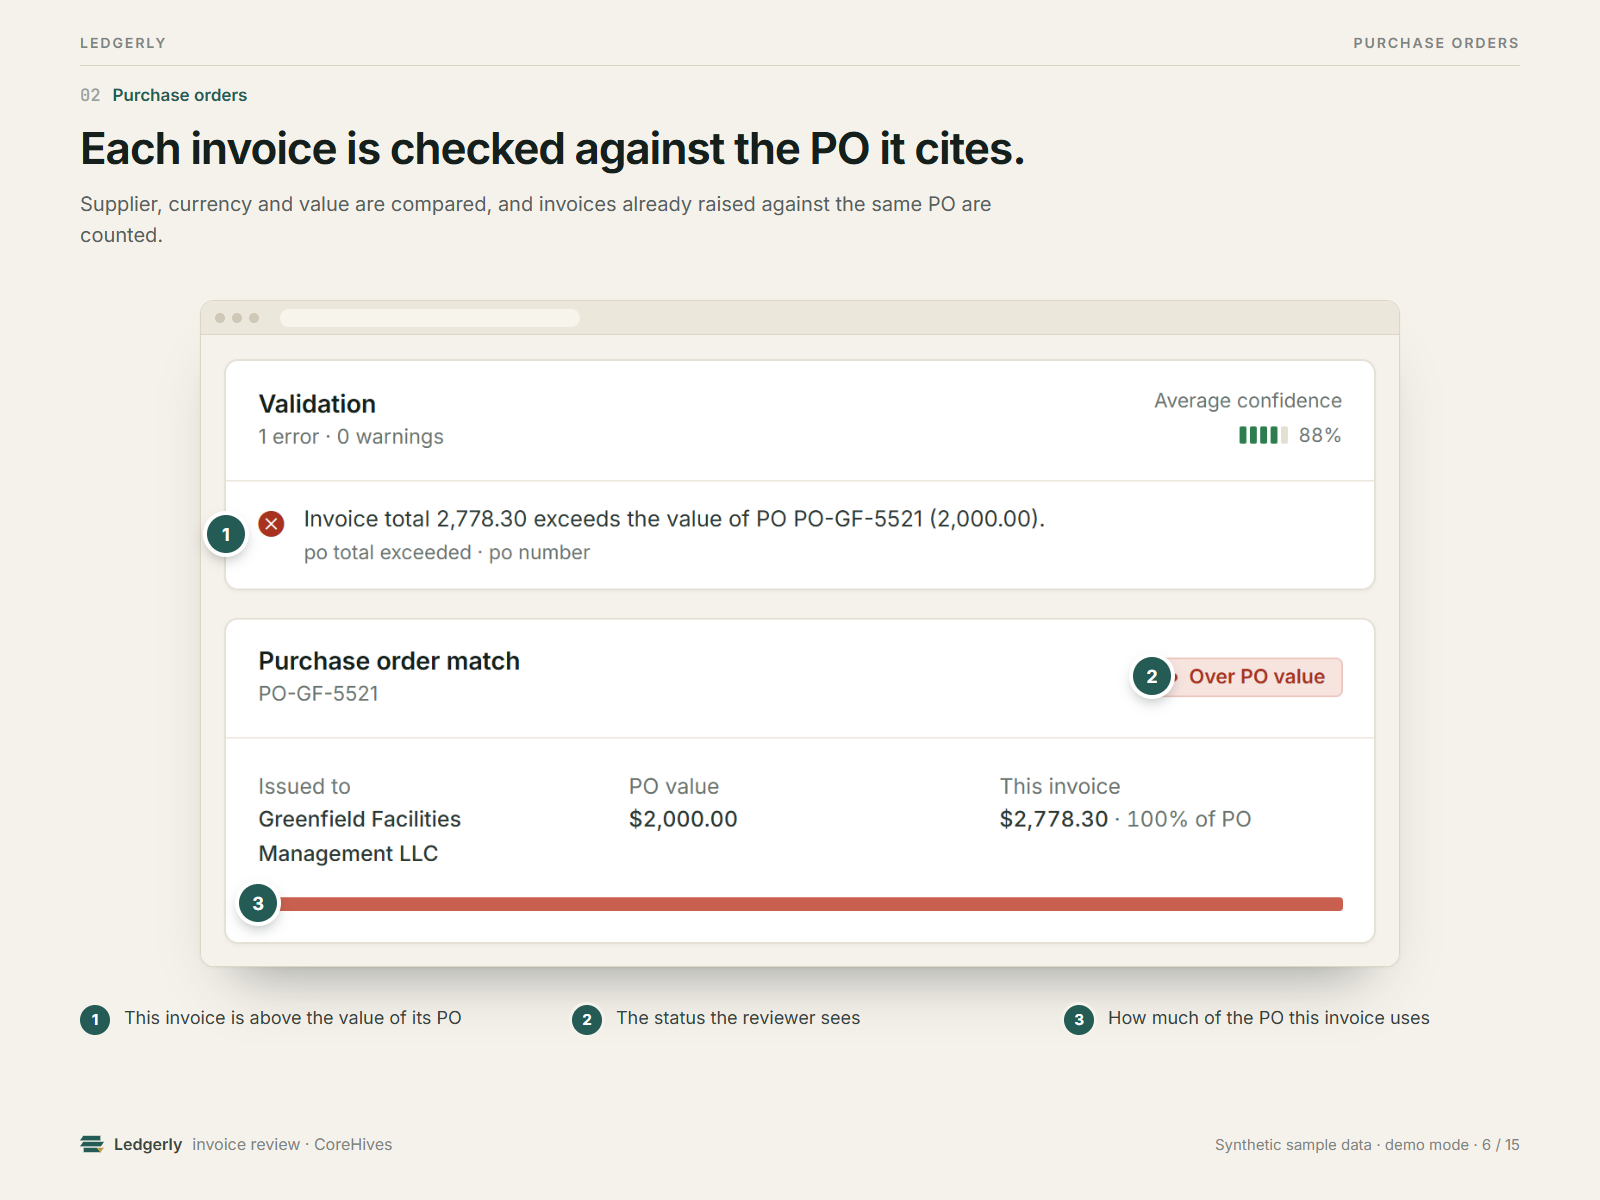 LEDGERLY
PURCHASE ORDERS
02 Purchase orders
Each invoice is checked against the PO it cites.
Supplier, currency and value are compared, and invoices already raised against the same PO are
counted.
Validation
1 error · 0 warnings
Average confidence
88%
1
Invoice total 2,778.30 exceeds the value of PO PO-GF-5521 (2,000.00).
po total exceeded · po number
Purchase order match
PO-GF-5521
2
Over PO value
Issued to
Greenfield Facilities
Management LLC
PO value
$2,000.00
This invoice
$2,778.30 · 100% of PO
3
1 This invoice is above the value of its PO
2 The status the reviewer sees
3 How much of the PO this invoice uses
Ledgerly invoice review · CoreHives
Synthetic sample data · demo mode · 6 / 15